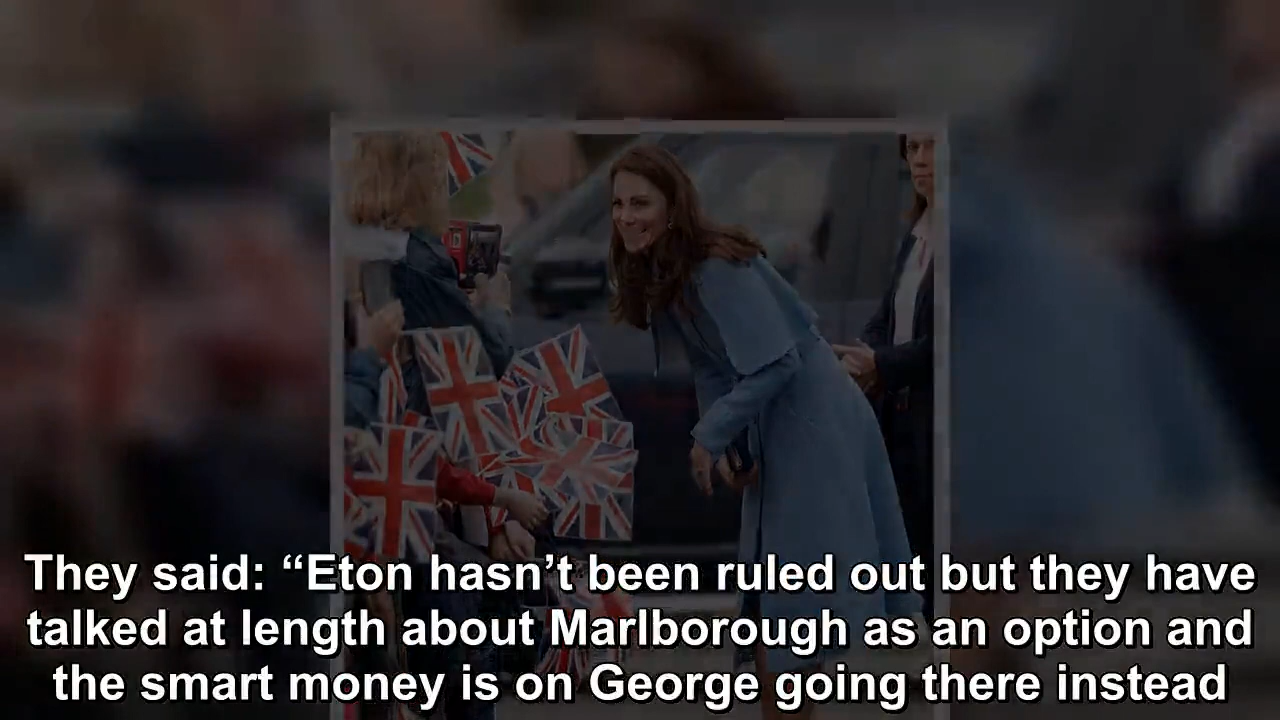 They said: “Eton hasn’t been ruled out but they have
talked at length about Marlborough as an option and
the smart money is on George going there instead